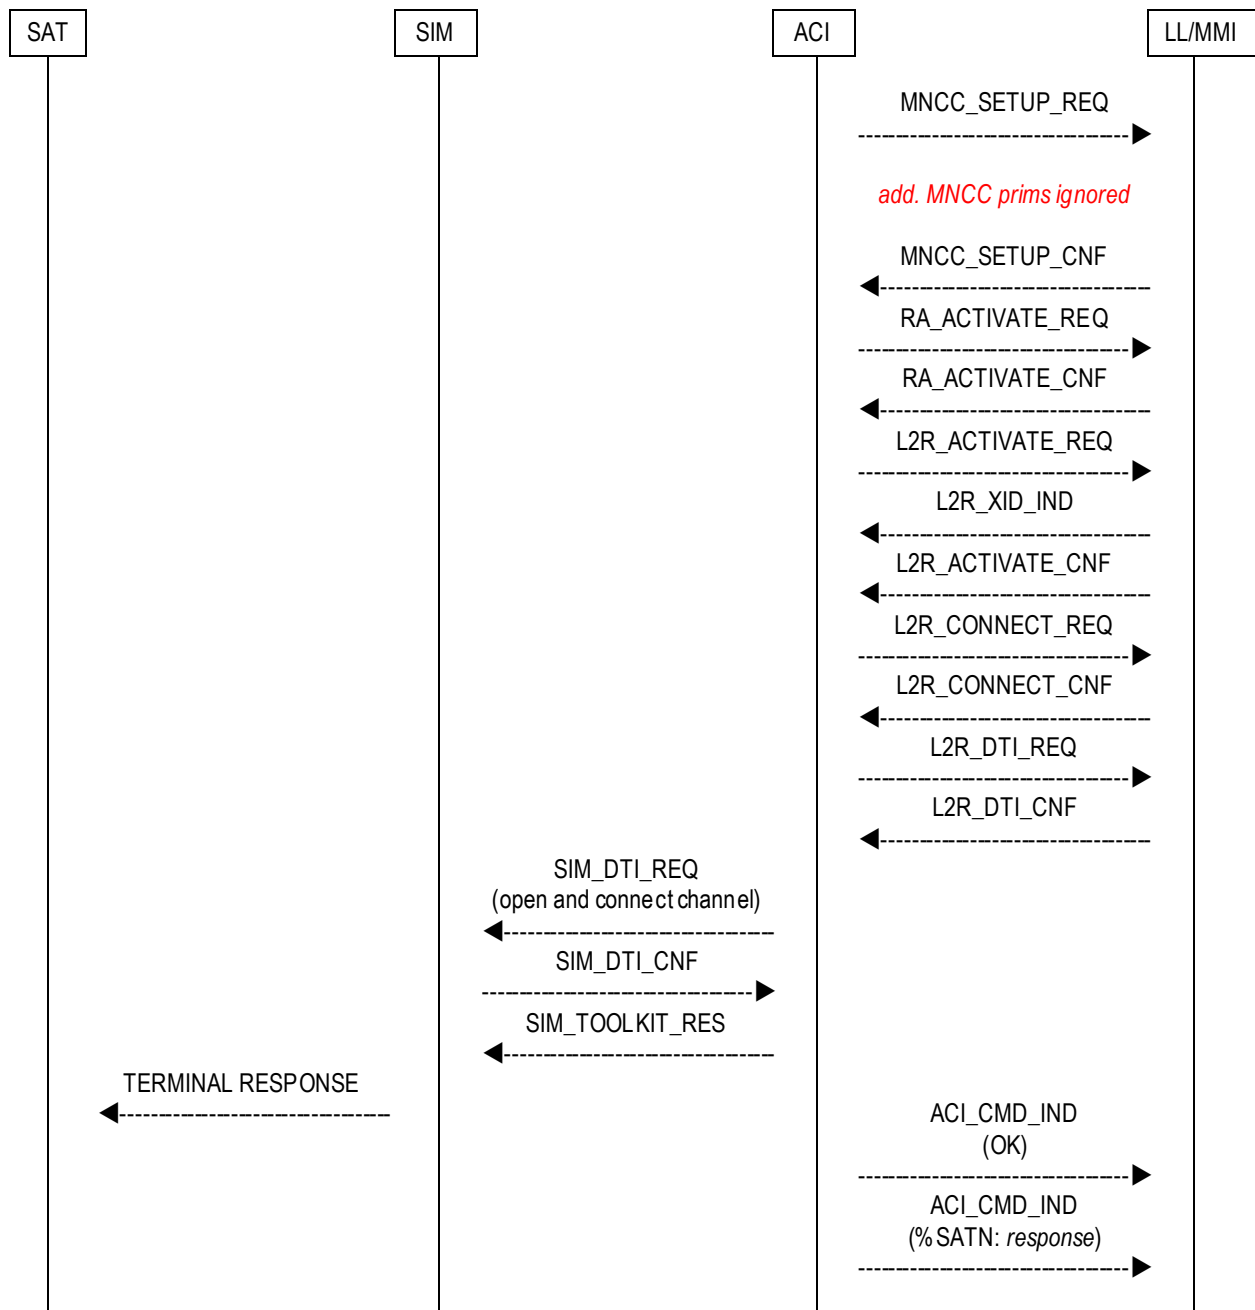 SAT
SIM
ACI
LL/MMI
MNCC_SETUP_REQ
add. MNCC prims ignored
MNCC_SETUP_CNF
RA_ACTIVATE_REQ
RA_ACTIVATE_CNF
L2R_ACTIVATE_REQ
L2R_XID_IND
L2R_ACTIVATE_CNF
L2R_CONNECT_REQ
L2R_CONNECT_CNF
L2R_DTI_REQ
L2R_DTI_CNF
SIM_DTI_REQ
(open and connect channel)
SIM_DTI_CNF
SIM_TOOLKIT_RES
TERMINAL RESPONSE
ACI_CMD_IND
(OK)
ACI_CMD_IND
(%SATN: response)